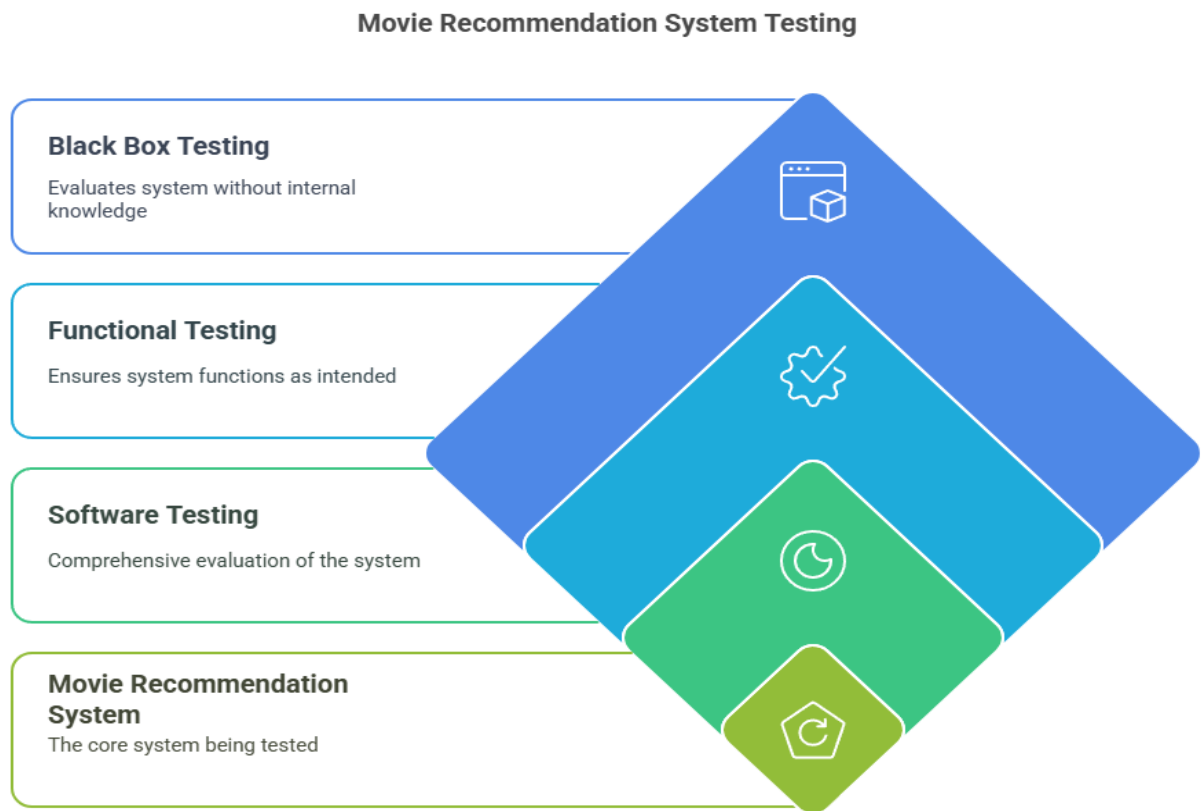 Movie Recommendation System Testing
Black Box Testing
Evaluates system without internal
knowledge
Functional Testing
Ensures system functions as intended
Software Testing
Comprehensive evaluation of the system
Movie Recommendation
System
The core system being tested